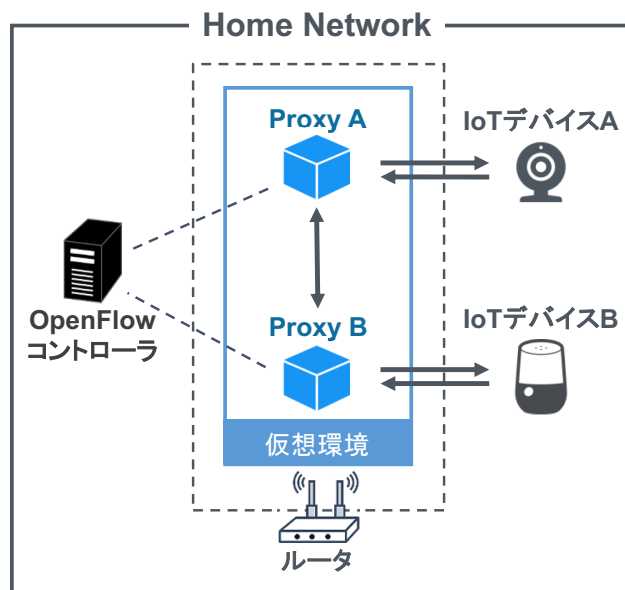 Home Network
Proxy A
IoTデバイスA
OpenFlow
コントローラ
Proxy B
IoTデバイスB
仮想環境
ルータ